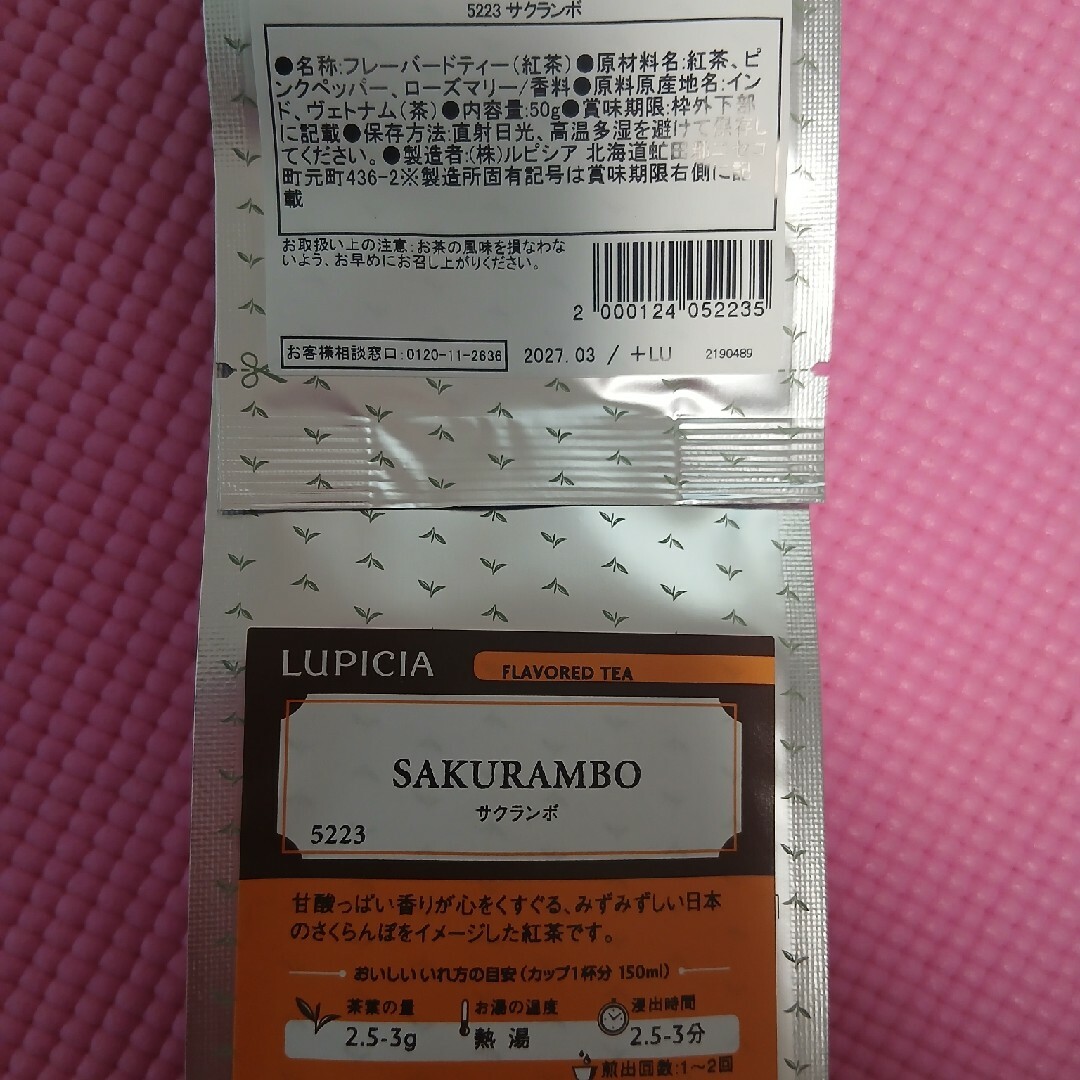 5223 サクランボ
●名称:フレーバードティー(紅茶)●原材料名:紅茶、ピ
ンクペッパー、ローズマリー/香料●原料原産地名:イン
ド、ヴェトナム(茶)●内容量:50g●賞味期限:枠外下部
に記載●保存方法:直射日光、高温多湿を避けて保存し
てください。●製造者:(株)ルピシア 北海道虻田郡ニセコ
町元町436-2※製造所固有記号は賞味期限右側に記
載
お取扱い上の注意:お茶の風味を損なわな
いよう、お早めにお召し上がりください。
2 000124 052235
お客様相談窓口:0120-11-2636 2027.03 / +LU 2190489
LUPICIA FLAVORED TEA
SAKURAMBO
サクランボ
5223
甘酸っぱい香りが心をくすぐる、みずみずしい日本
のさくらんぼをイメージした紅茶です。
おいしいいれ方の目安(カップ1杯分 150ml)
茶葉の量 お湯の温度 浸出時間
2.5-3g 熱湯 2.5-3分
煎出回数:1~2回